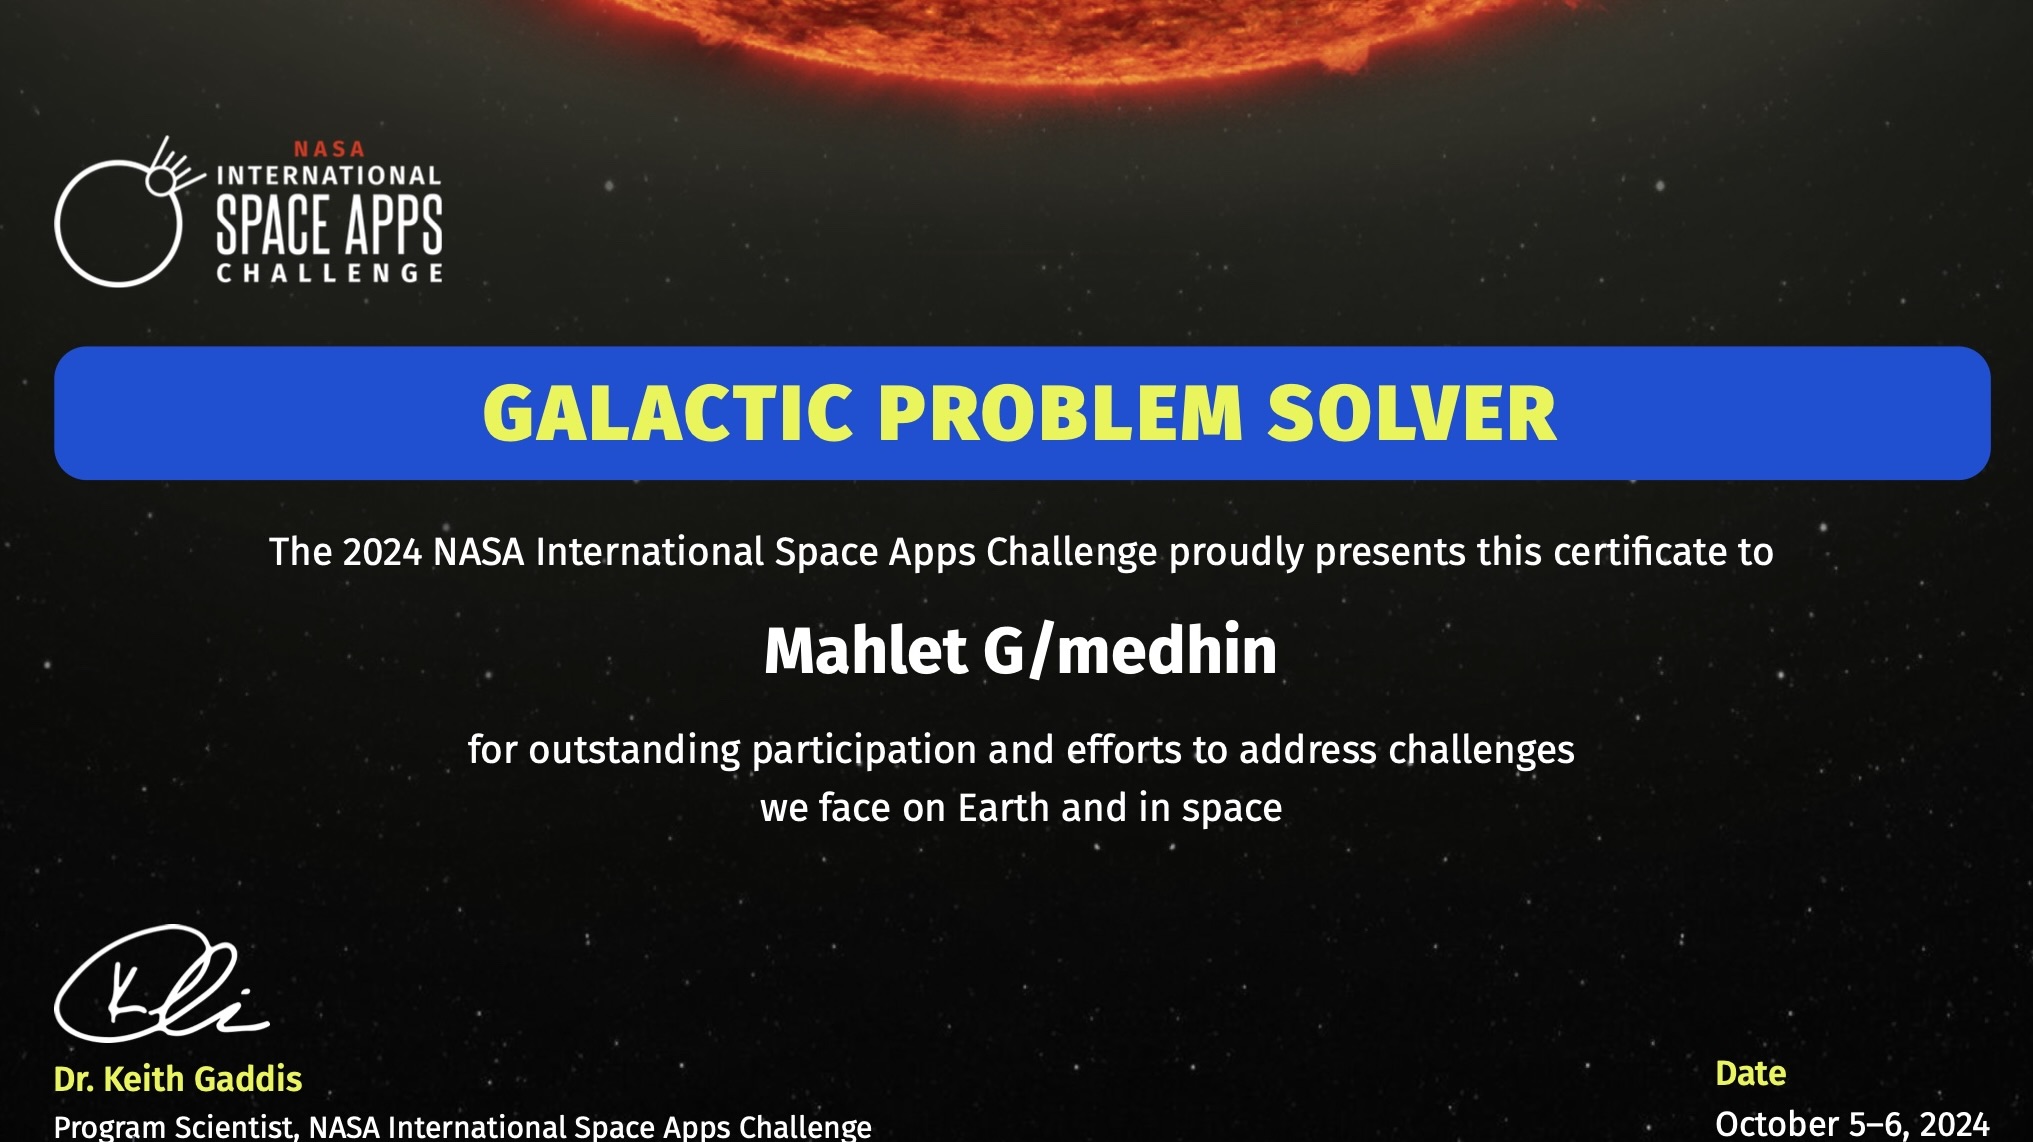 NASA
INTERNATIONAL
SPACE APPS
CHALLENGE
GALACTIC PROBLEM SOLVER
The 2024 NASA International Space Apps Challenge proudly presents this certificate to
Mahlet G/medhin
for outstanding participation and efforts to address challenges
we face on Earth and in space
Dr. Keith Gaddis
Program Scientist, NASA International Space Apps Challenge
Date
October 5–6, 2024